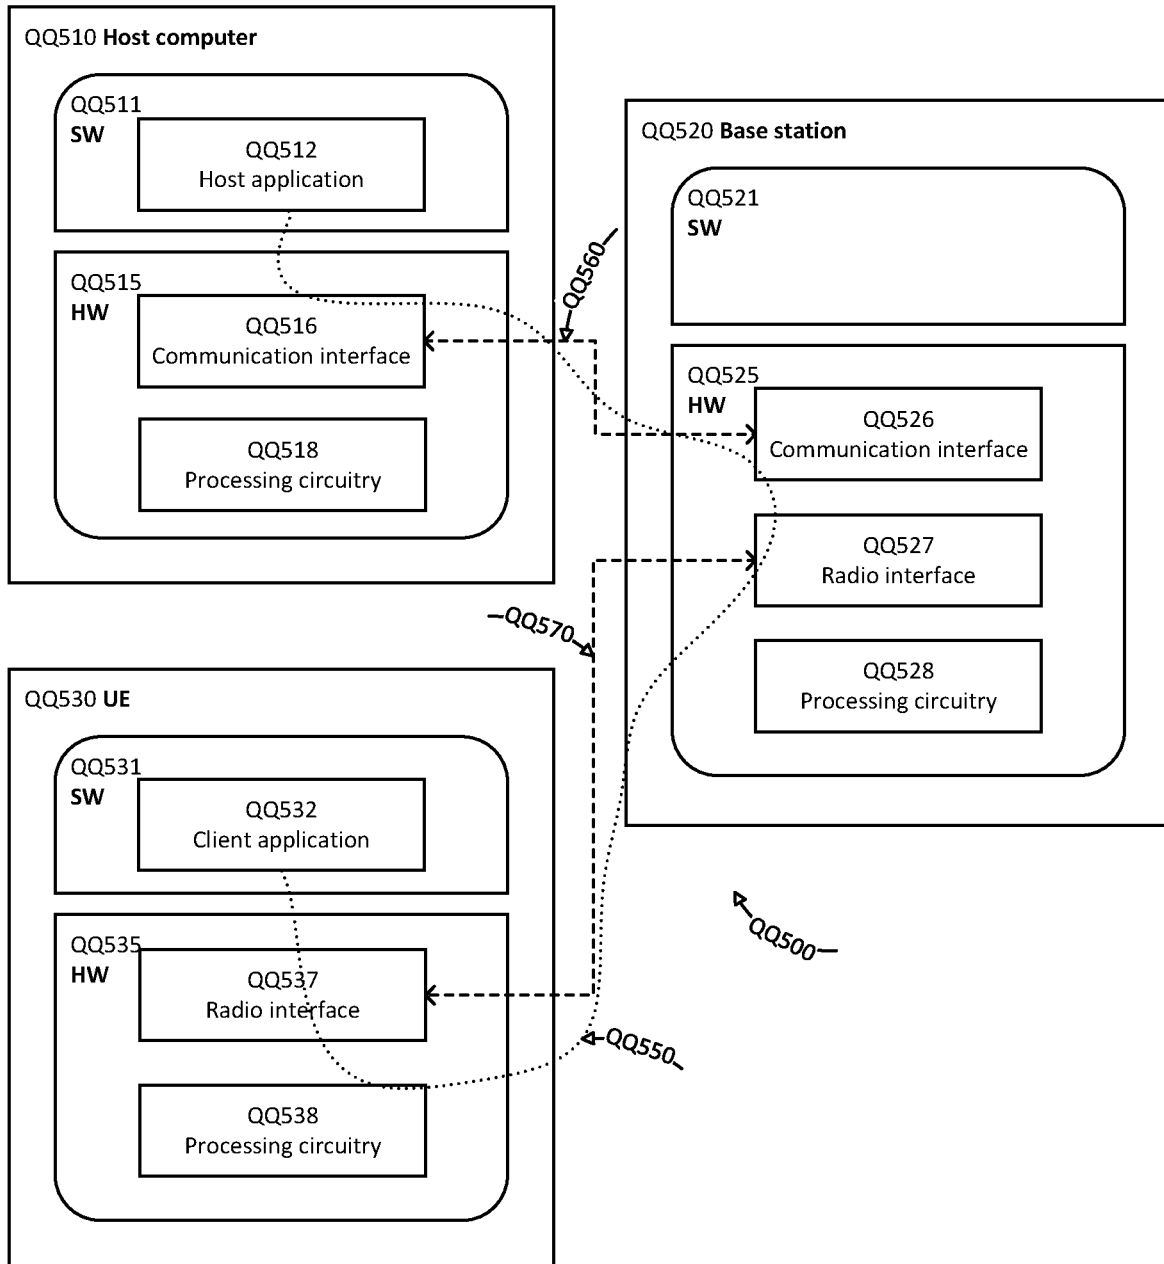 QQ510 Host computer
QQ511
SW
QQ512
Host application
QQ515
HW
QQ516
Communication interface
QQ518
Processing circuitry
QQ560
QQ520 Base station
QQ521
SW
QQ525
HW
QQ526
Communication interface
QQ527
Radio interface
QQ528
Processing circuitry
QQ570
QQ530 UE
QQ531
SW
QQ532
Client application
QQ535
HW
QQ537
Radio interface
QQ538
Processing circuitry
QQ500
QQ550